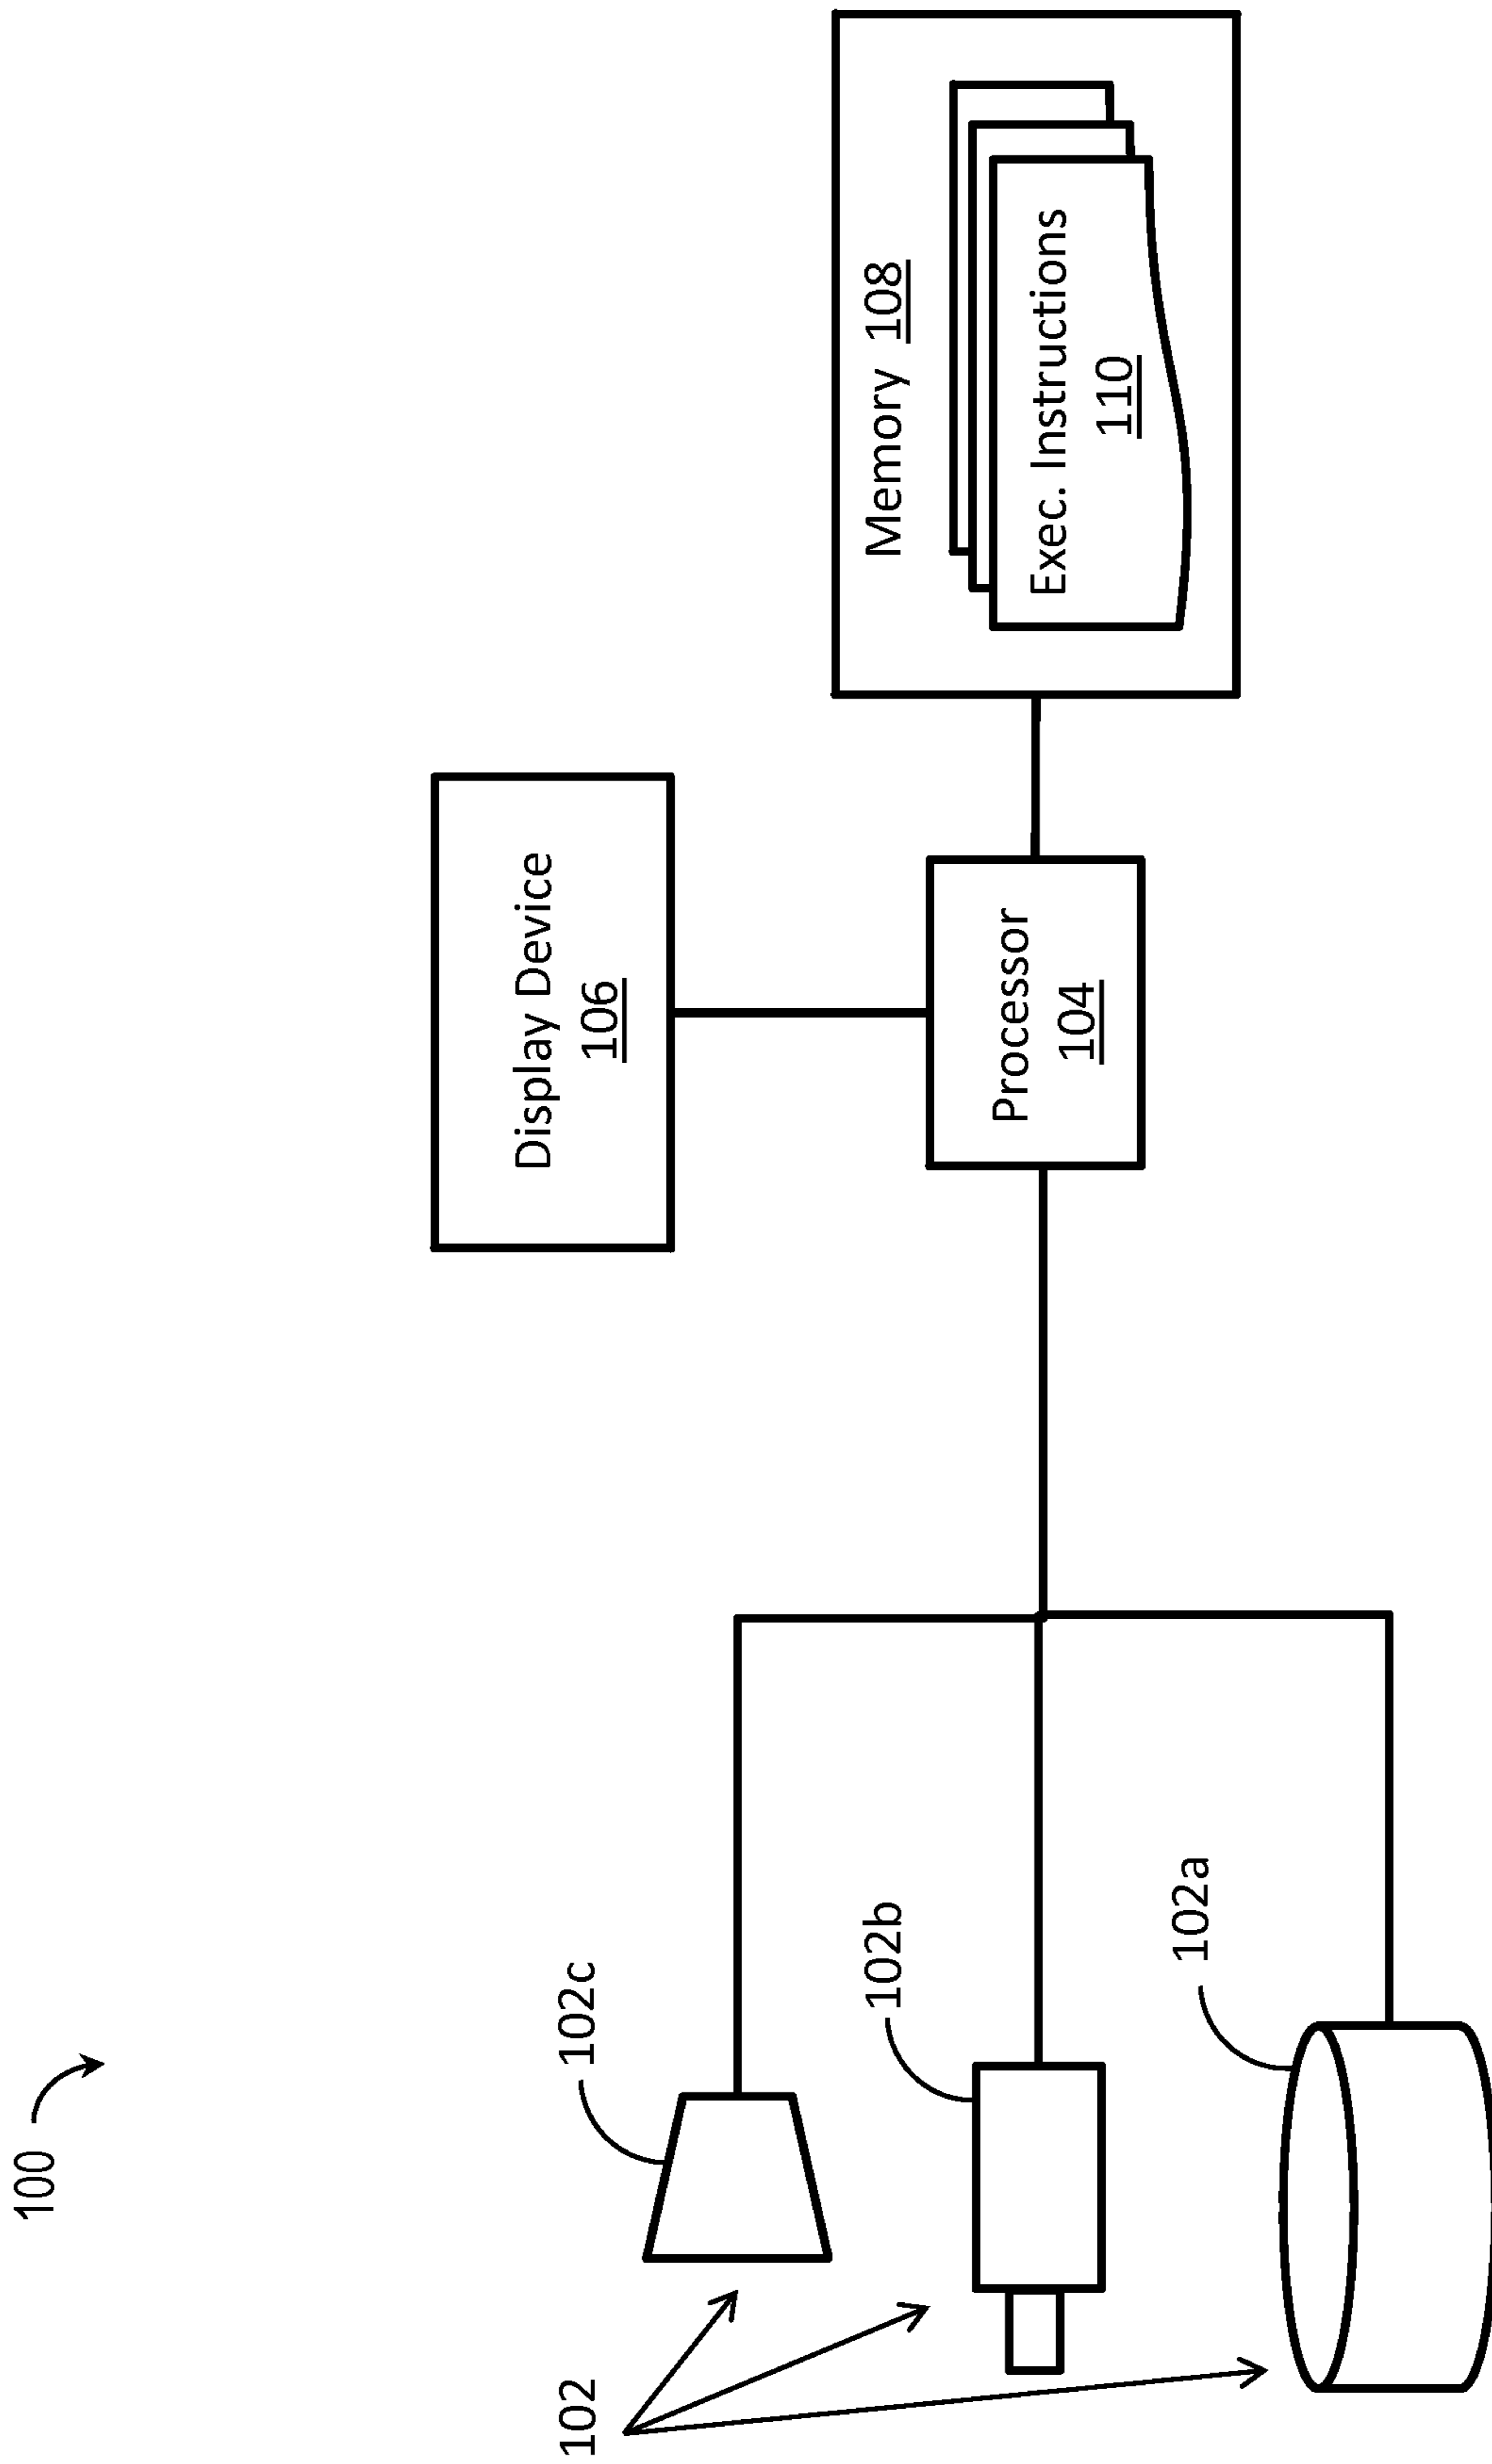 100
102
102c
102b
102a
Display Device
106
Processor
104
Memory 108
Exec. Instructions
110